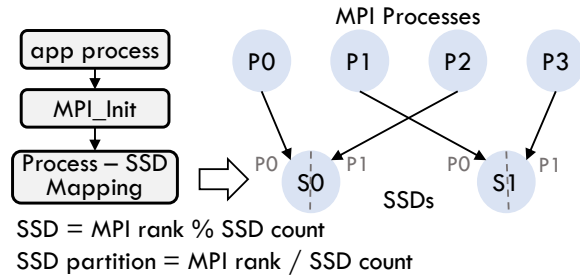 MPI Processes
app process
P0 P1 P2 P3
MPI_Init
Process – SSD
Mapping
P0 P1 P0 P1
S0 S1
SSDs
SSD = MPI rank % SSD count
SSD partition = MPI rank / SSD count